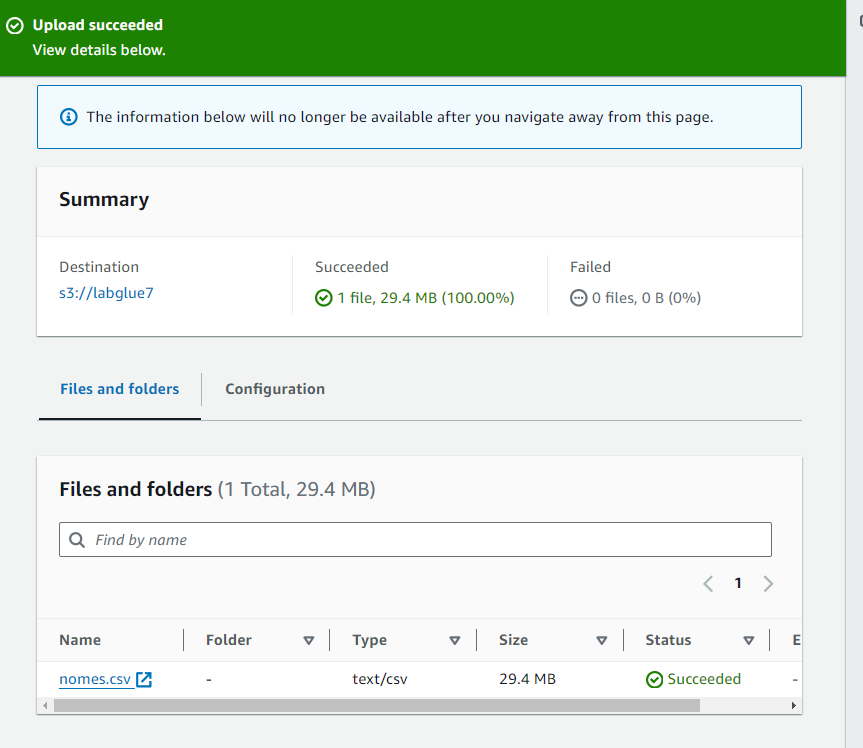 Upload succeeded
View details below.
The information below will no longer be available after you navigate away from this page.
Summary
Destination
s3://labglue7
Succeeded
1 file, 29.4 MB (100.00%)
Failed
0 files, 0 B (0%)
Files and folders
Configuration
Files and folders (1 Total, 29.4 MB)
Find by name
1
Name Folder Type Size Status
nomes.csv - text/csv 29.4 MB Succeeded -